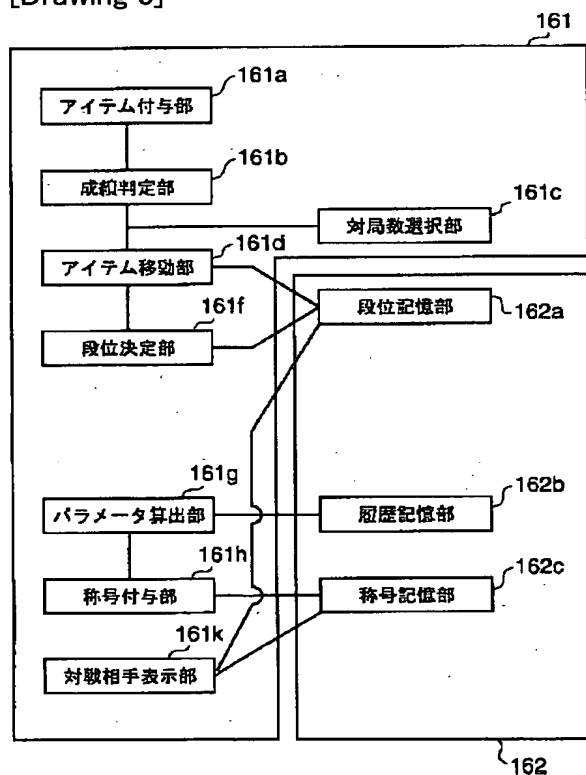 161
161a
アイテム付与部
161b
成績判定部
161c
対局数選択部
161d
アイテム移動部
161f
段位記憶部
162a
段位決定部
161g
162b
パラメータ算出部
履歴記憶部
161h
162c
称号付与部
称号記憶部
161k
対戦相手表示部
162